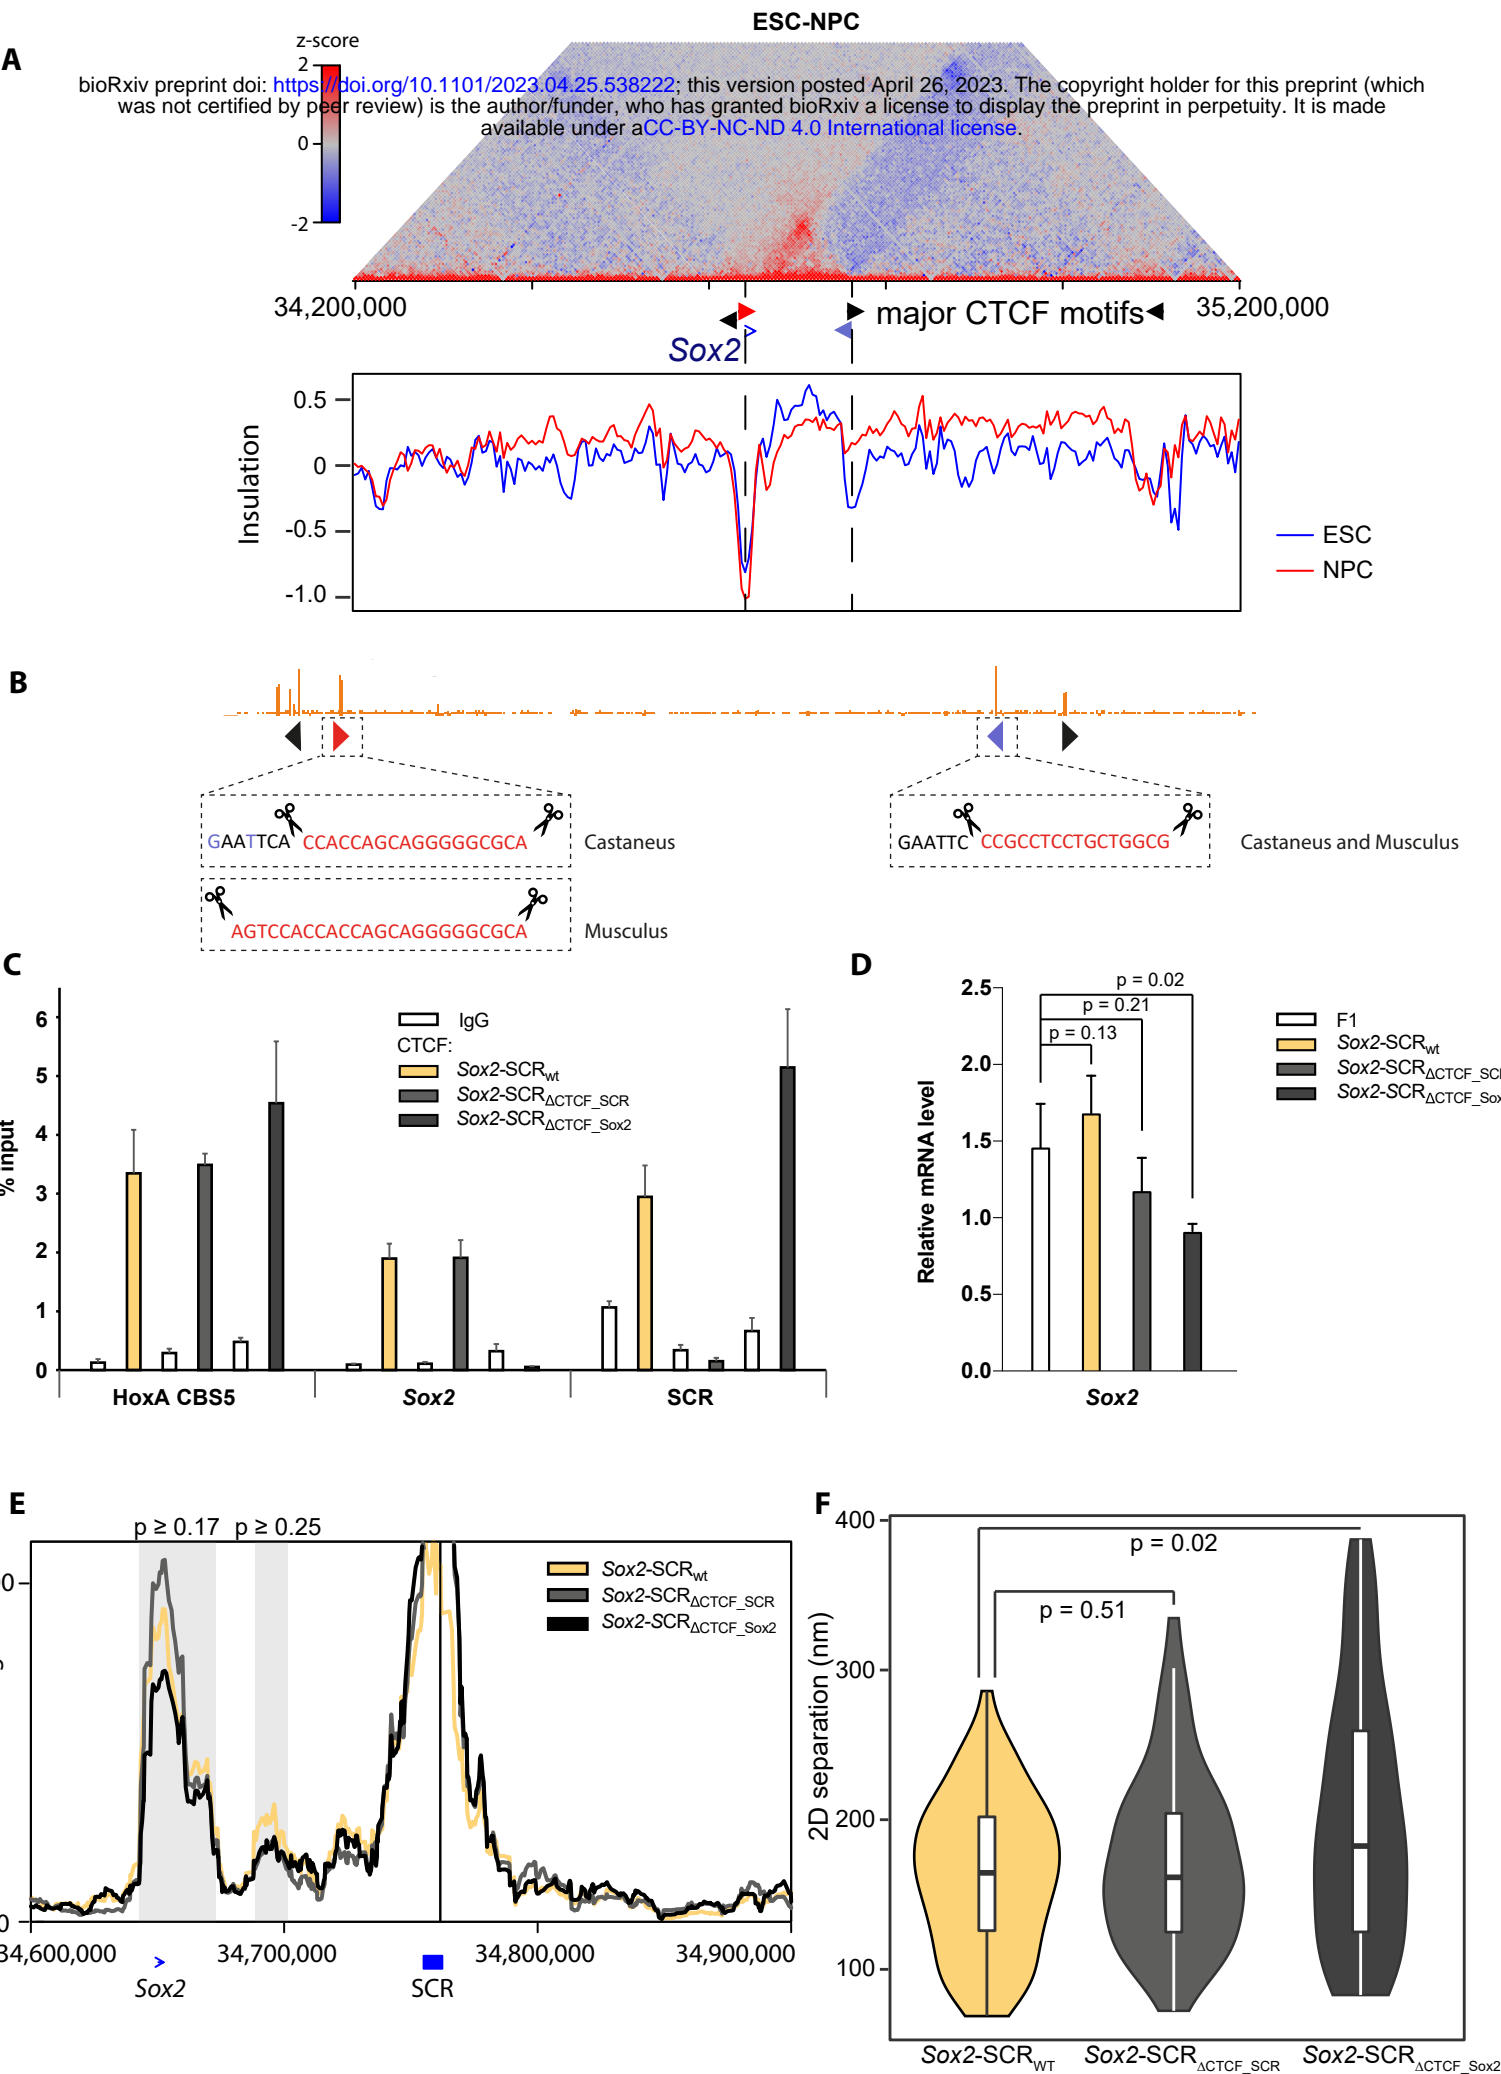 ESC-NPC
A
z-score
2
bioRxiv preprint doi: https://doi.org/10.1101/2023.04.25.538222; this version posted April 26, 2023. The copyright holder for this preprint (which
was not certified by peer review) is the author/funder, who has granted bioRxiv a license to display the preprint in perpetuity. It is made
available under aCC-BY-NC-ND 4.0 International license.
0
-2
34,200,000
major CTCF motifs
35,200,000
Sox2
0.5
0
-0.5
-1.0
Insulation
ESC
NPC
B
GAATTCA CCACCAGCAGGGGGCGCA
Castaneus
GAATTC CCGCCTCCTGCTGGCG
Castaneus and Musculus
AGTCCACCACCAGCAGGGGGCGCA
Musculus
C
6
5
4
3
2
1
0
% input
IgG
CTCF:
Sox2-SCRwt
Sox2-SCRΔCTCF_SCR
Sox2-SCRΔCTCF_Sox2
HoxA CBS5
Sox2
SCR
D
2.5
2.0
1.5
1.0
0.5
0.0
Relative mRNA level
p = 0.02
p = 0.21
p = 0.13
F1
Sox2-SCRwt
Sox2-SCRΔCTCF_SC
Sox2-SCRΔCTCF_Sox
Sox2
E
p ≥ 0.17
p ≥ 0.25
Sox2-SCRwt
Sox2-SCRΔCTCF_SCR
Sox2-SCRΔCTCF_Sox2
0
34,600,000
34,700,000
34,800,000
34,900,000
Sox2
SCR
F
400
300
200
100
2D separation (nm)
p = 0.02
p = 0.51
Sox2-SCRWT
Sox2-SCRΔCTCF_SCR
Sox2-SCRΔCTCF_Sox2